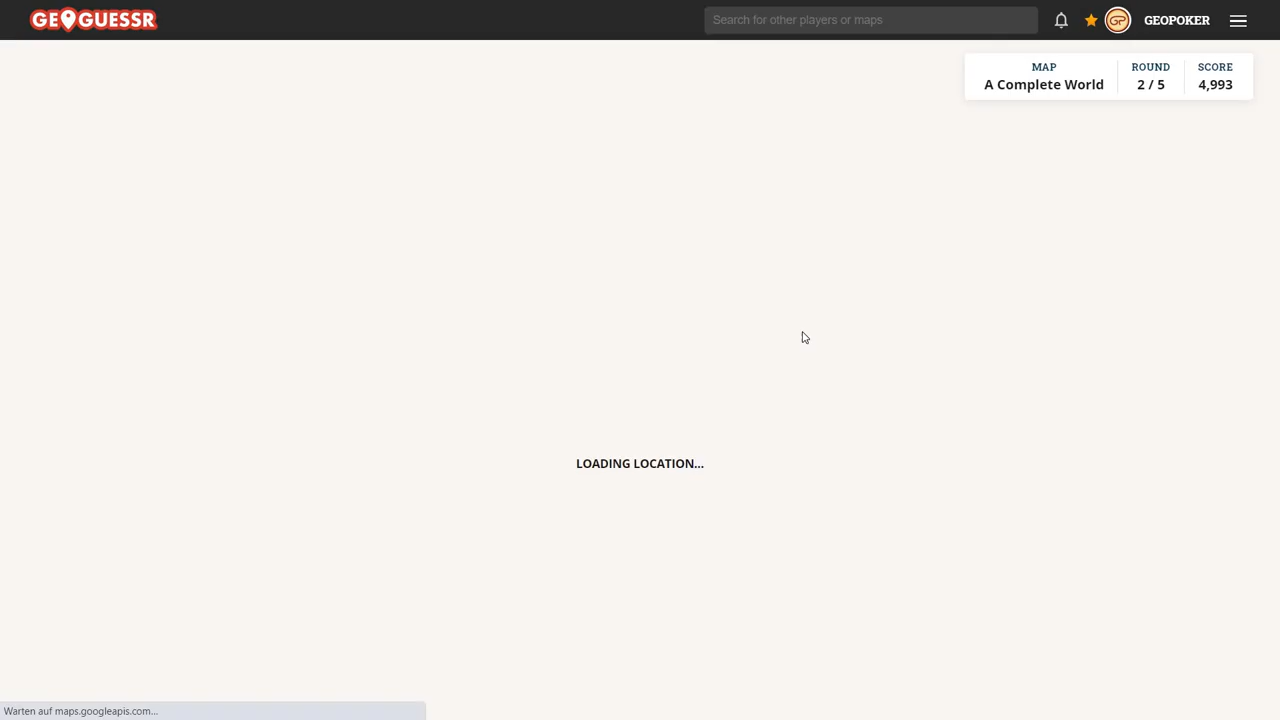 GEOGUESSR
Search for other players or maps
GP
GEOPOKER
MAP
ROUND
SCORE
A Complete World
2 / 5
4,993
LOADING LOCATION...
Warten auf maps.googleapis.com...